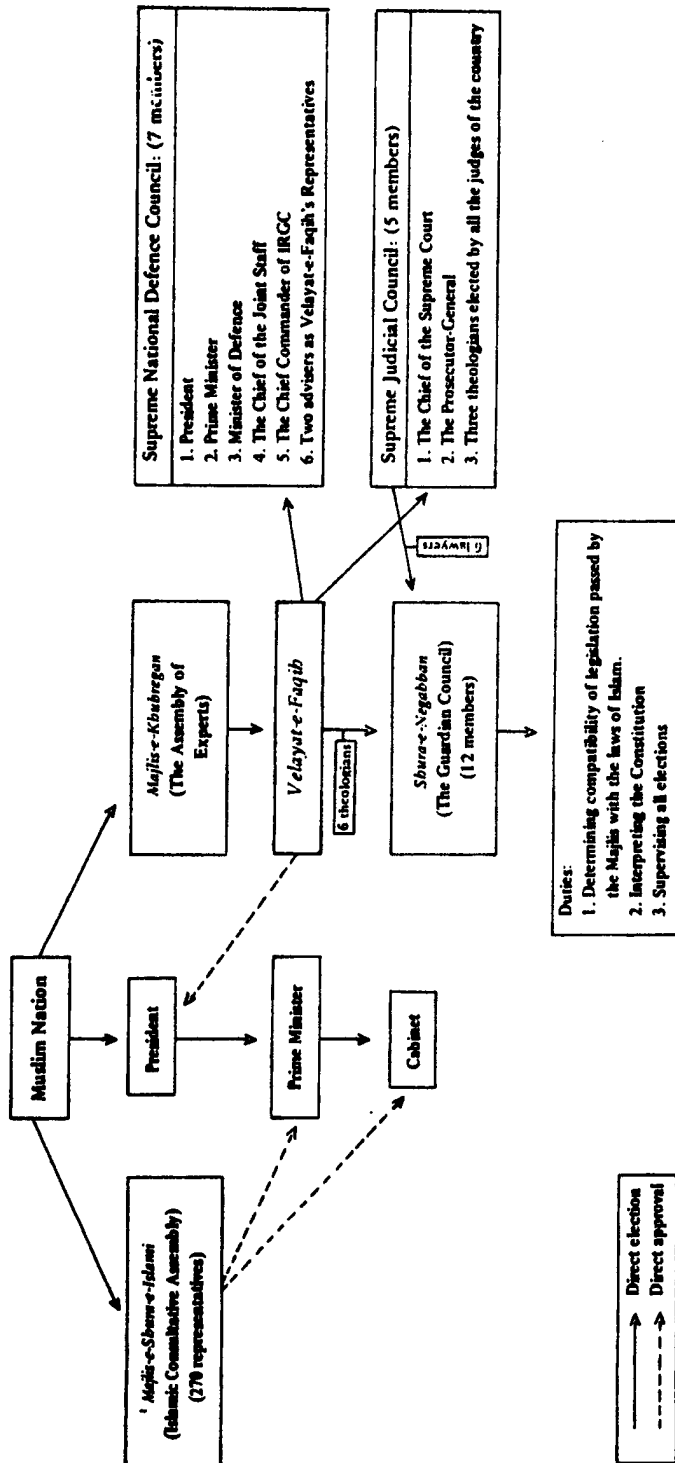 Muslim Nation
Majlis-e-Shura-e-Islami
(Islamic Consultative Assembly)
(270 representatives)
President
Majlis-e-Khubregan
(The Assembly of
Experts)
Supreme National Defence Council: (7 members)
1. President
2. Prime Minister
3. Minister of Defence
4. The Chief of the Joint Staff
5. The Chief Commander of IRGC
6. Two advisers as Velayat-e-Faqih's Representatives
Prime Minister
Velayat-e-Faqih
6 theolonians
Cabinet
Shura-e-Negahban
(The Guardian Council)
(12 members)
6 lawyers
Supreme Judicial Council: (5 members)
1. The Chief of the Supreme Court
2. The Prosecutor-General
3. Three theologians elected by all the judges of the country
Duties:
1. Determining compatibility of legislation passed by
the Majlis with the laws of Islam.
2. Interpreting the Constitution
3. Supervising all elections
Direct election
Direct approval